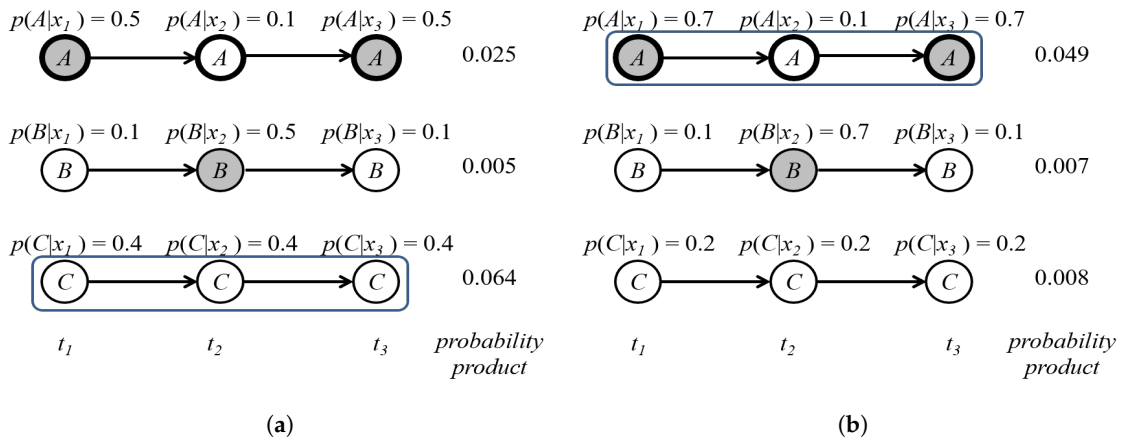 p(A|x1) = 0.5 p(A|x2) = 0.1 p(A|x3) = 0.5
A A A 0.025
p(B|x1) = 0.1 p(B|x2) = 0.5 p(B|x3) = 0.1
B B B 0.005
p(C|x1) = 0.4 p(C|x2) = 0.4 p(C|x3) = 0.4
C C C 0.064
t1 t2 t3 probability
product
(a)
p(A|x1) = 0.7 p(A|x2) = 0.1 p(A|x3) = 0.7
A A A 0.049
p(B|x1) = 0.1 p(B|x2) = 0.7 p(B|x3) = 0.1
B B B 0.007
p(C|x1) = 0.2 p(C|x2) = 0.2 p(C|x3) = 0.2
C C C 0.008
t1 t2 t3 probability
product
(b)